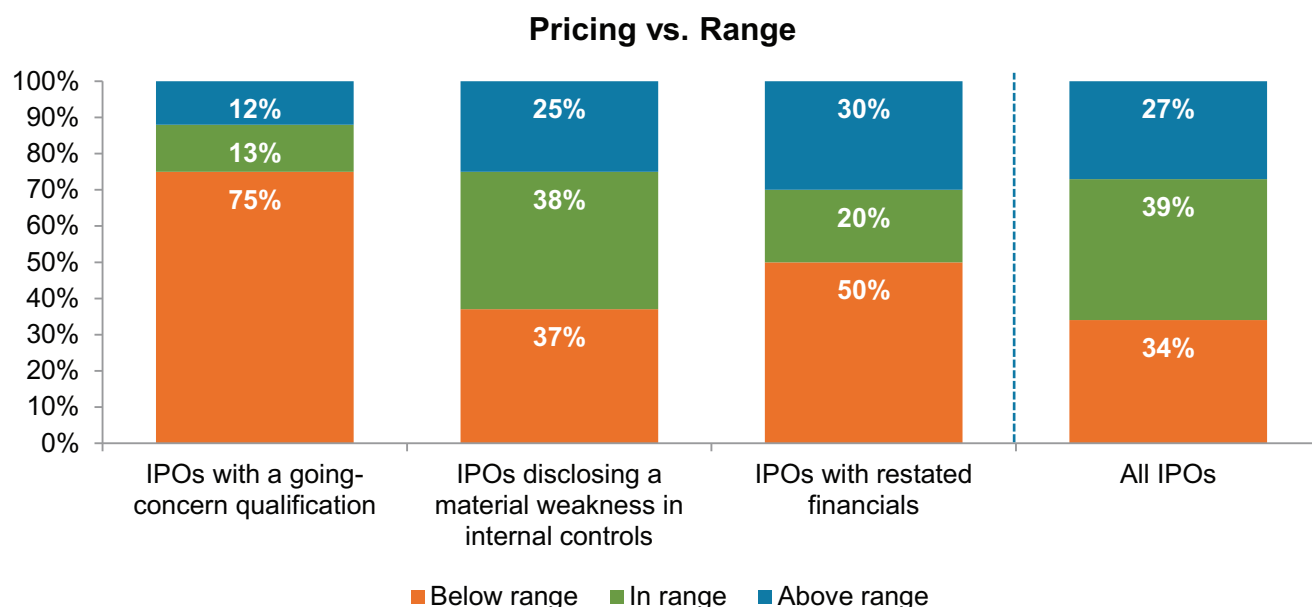 Pricing vs. Range
100%
90%
80%
70%
60%
50%
40%
30%
20%
10%
0%
12%
13%
75%
25%
38%
37%
30%
20%
50%
27%
39%
34%
IPOs with a going-
concern qualification
IPOs disclosing a
material weakness in
internal controls
IPOs with restated
financials
All IPOs
Below range
In range
Above range